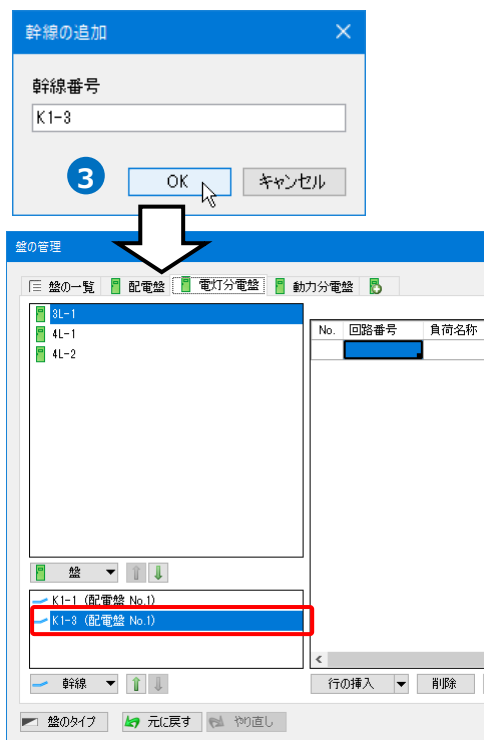 幹線の追加
幹線番号
K1-3
3
OK
キャンセル
盤の管理
盤の一覧
配電盤
電灯分電盤
動力分電盤
3L-1
4L-1
4L-2
No. 回路番号 負荷名称
盤
K1-1 (配電盤 No.1)
K1-3 (配電盤 No.1)
幹線
行の挿入
削除
盤のタイプ
元に戻す
やり直し